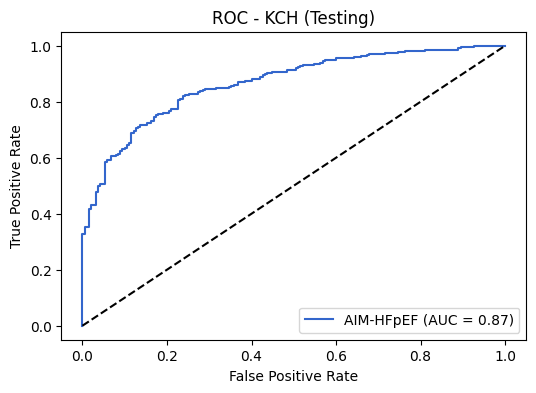 ROC - KCH (Testing)
True Positive Rate
1.0
0.8
0.6
0.4
0.2
0.0
AIM-HFpEF (AUC = 0.87)
0.0 0.2 0.4 0.6 0.8 1.0
False Positive Rate